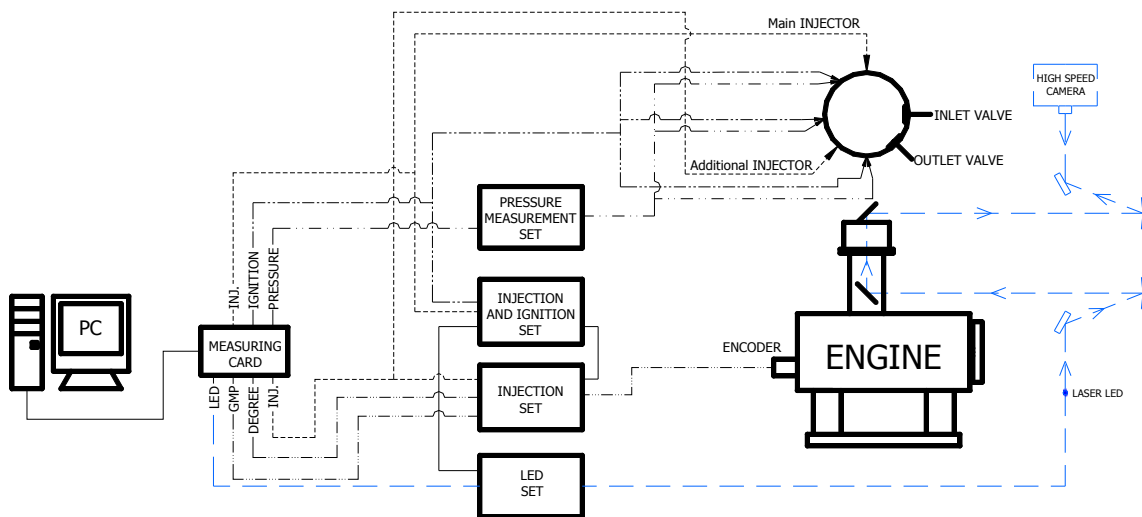 Main INJECTOR
HIGH SPEED
CAMERA
INLET VALVE
OUTLET VALVE
Additional INJECTOR
PRESSURE
MEASUREMENT
SET
INJ.
IGNITION
PRESSURE
INJECTION
AND IGNITION
SET
PC
MEASURING
CARD
ENCODER
ENGINE
LED
GMP
DEGREE
INJ.
INJECTION
SET
LASER LED
LED
SET